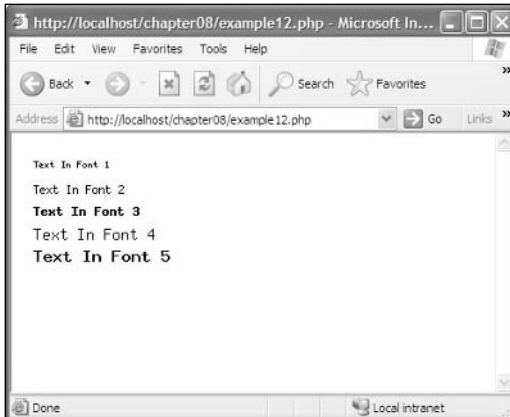 http://localhost/chapter08/example12.php - Microsoft In...
File Edit View Favorites Tools Help
Back Search Favorites »
Address http://localhost/chapter08/example12.php Go Links »
Text In Font 1
Text In Font 2
Text In Font 3
Text In Font 4
Text In Font 5
Done Local intranet